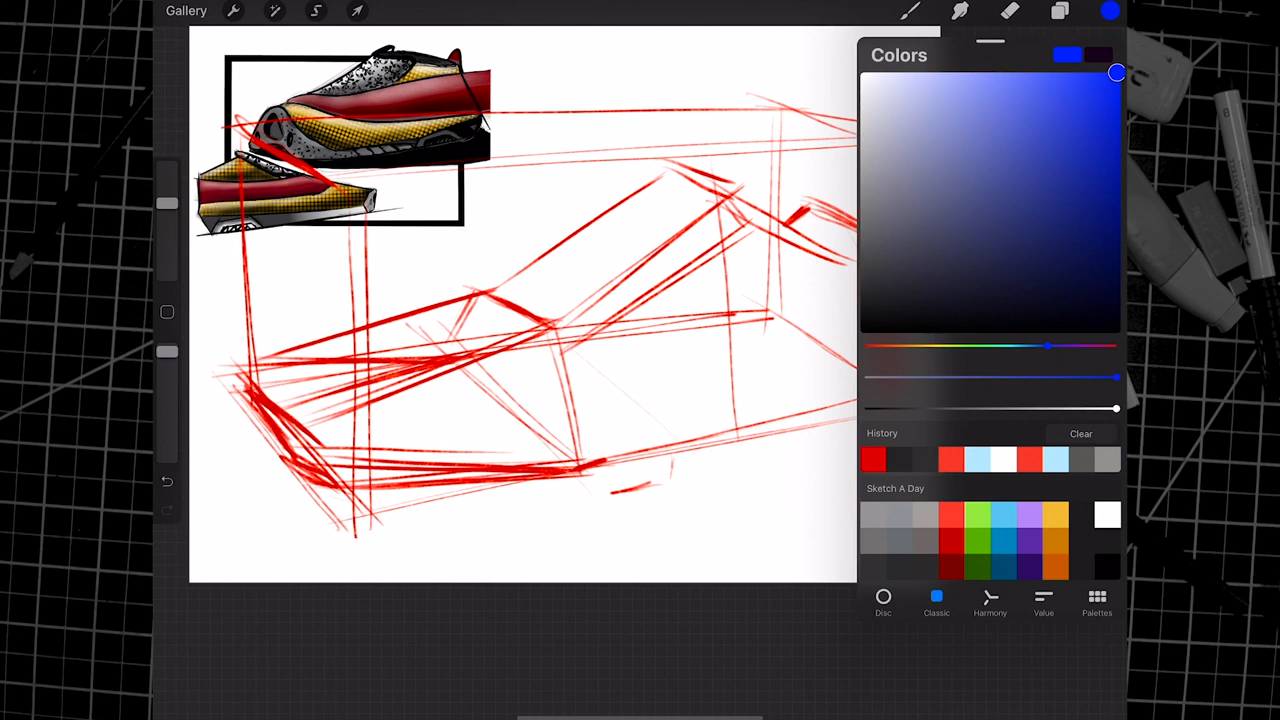 Gallery
Colors
History
Clear
Sketch A Day
Disc
Classic
Harmony
Value
Palettes